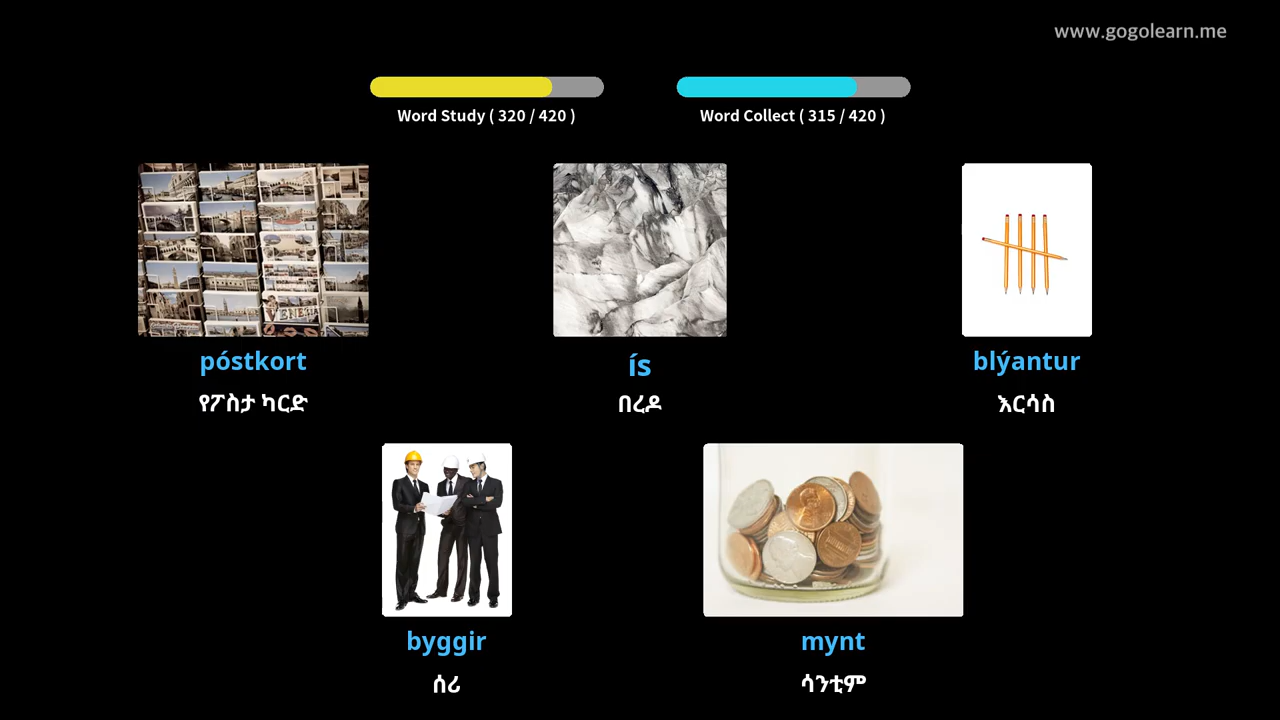 www.gogolearn.me
Word Study ( 320 / 420 )
Word Collect ( 315 / 420 )
póstkort
ís
blýantur
የፖስታ ካርድ
በረዶ
እርሳስ
byggir
mynt
ሰሪ
ሳንቲም